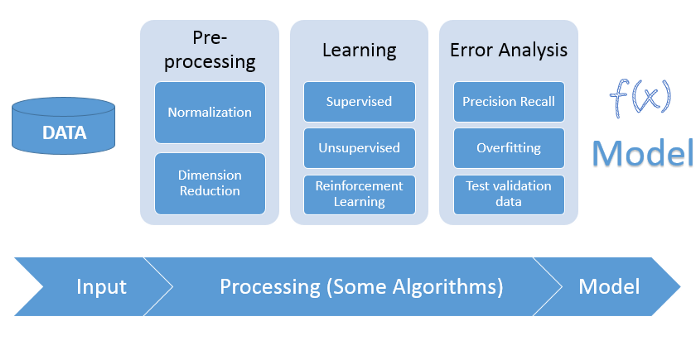 DATA
Pre-
processing
Normalization
Dimension
Reduction
Learning
Supervised
Unsupervised
Reinforcement
Learning
Error Analysis
Precision Recall
Overfitting
Test validation
data
f(x)
Model
Input
Processing (Some Algorithms)
Model